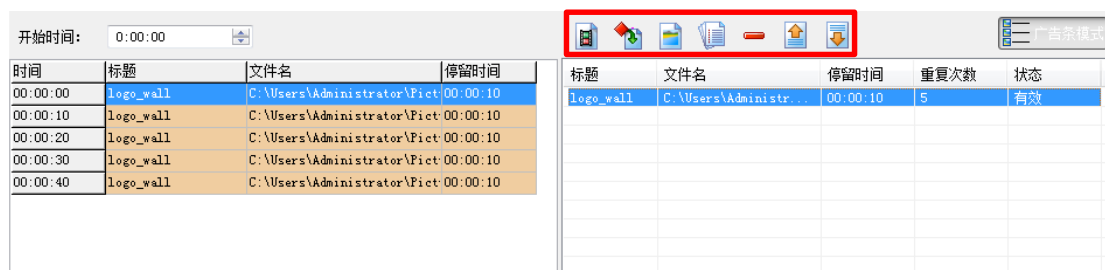 开始时间： 0:00:00
广告条模式
时间 标题 文件名 停留时间
00:00:00 logo_wall C:\Users\Administrator\Pict 00:00:10
00:00:10 logo_wall C:\Users\Administrator\Pict 00:00:10
00:00:20 logo_wall C:\Users\Administrator\Pict 00:00:10
00:00:30 logo_wall C:\Users\Administrator\Pict 00:00:10
00:00:40 logo_wall C:\Users\Administrator\Pict 00:00:10
标题 文件名 停留时间 重复次数 状态
logo_wall C:\Users\Administr... 00:00:10 5 有效